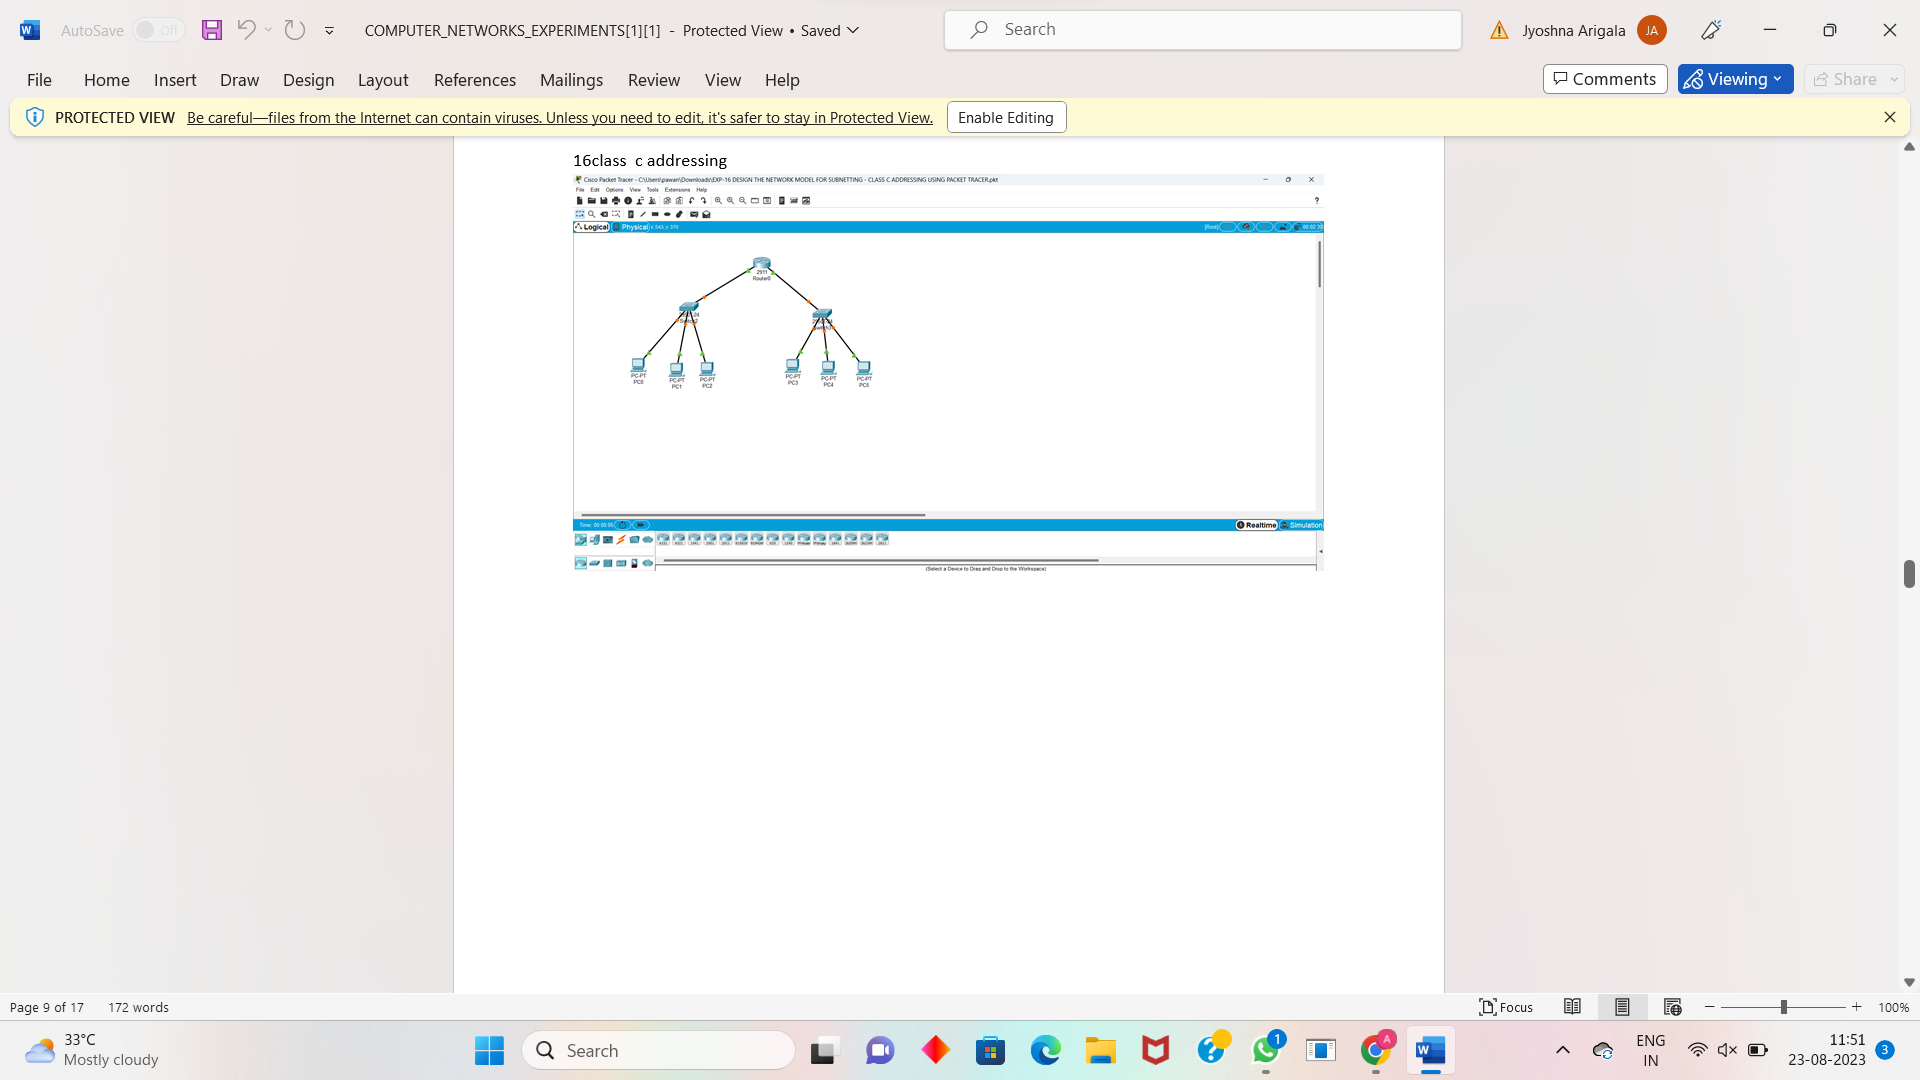 AutoSave Off COMPUTER_NETWORKS_EXPERIMENTS[1][1] - Protected View • Saved Search Jyoshna Arigala JA
File Home Insert Draw Design Layout References Mailings Review View Help Comments Viewing Share
PROTECTED VIEW Be careful—files from the Internet can contain viruses. Unless you need to edit, it's safer to stay in Protected View. Enable Editing
16class c addressing
Cisco Packet Tracer - C:\Users\pawan\Downloads\EXP-16 DESIGN THE NETWORK MODEL FOR SUBNETTING - CLASS C ADDRESSING USING PACKET TRACER.pkt
File Edit Options View Tools Extensions Help
?
Logical Physical x: 543, y: 379 [Root]
2911
Router0
PC-PT
PC0
PC-PT
PC1
PC-PT
PC2
PC-PT
PC3
PC-PT
PC4
PC-PT
PC5
Realtime Simulation
(Select a Device to Drag and Drop to the Workspace)
Page 9 of 17 172 words Focus 100%
33°C
Mostly cloudy
Search
1
A
ENG
IN
11:51
23-08-2023
3